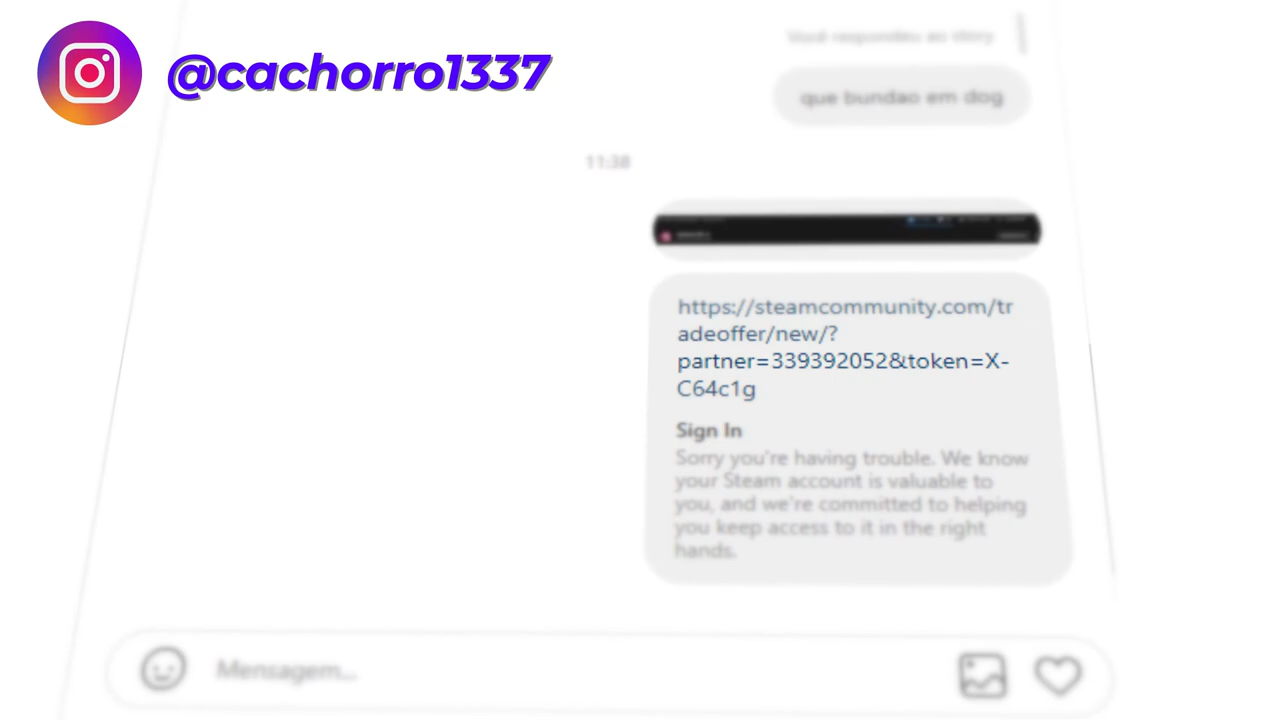 @cachorro1337
Você respondeu ao story
que bundao em dog
11:38
https://steamcommunity.com/tr
adeoffer/new/?
partner=339392052&token=X-
C64c1g
Sign In
Sorry you're having trouble. We know
your Steam account is valuable to
you, and we're committed to helping
you keep access to it in the right
hands.
Mensagem...